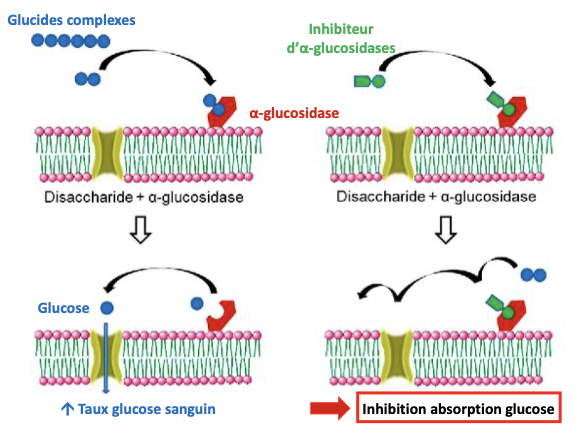 Glucides complexes
Inhibiteur
d'α-glucosidases
α-glucosidase
Disaccharide + α-glucosidase
Disaccharide + α-glucosidase
Glucose
↑ Taux glucose sanguin
Inhibition absorption glucose